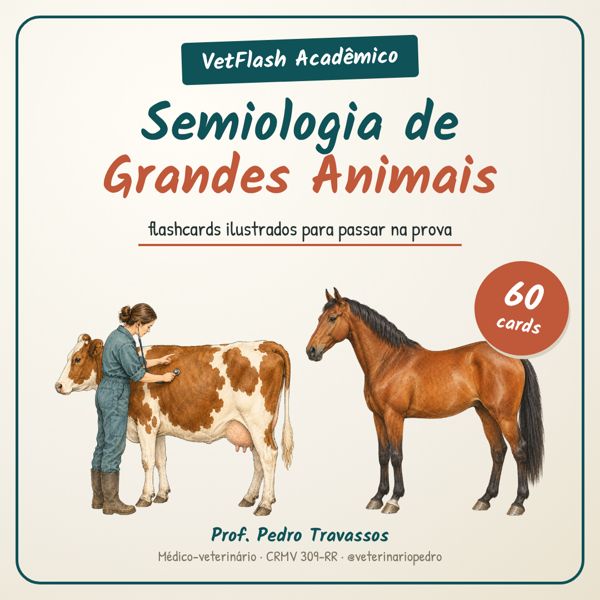 VetFlash Acadêmico
Semiologia de
Grandes Animais
flashcards ilustrados para passar na prova
60
cards
Prof. Pedro Travassos
Médico-veterinário · CRMV 309-RR · @veterinariopedro